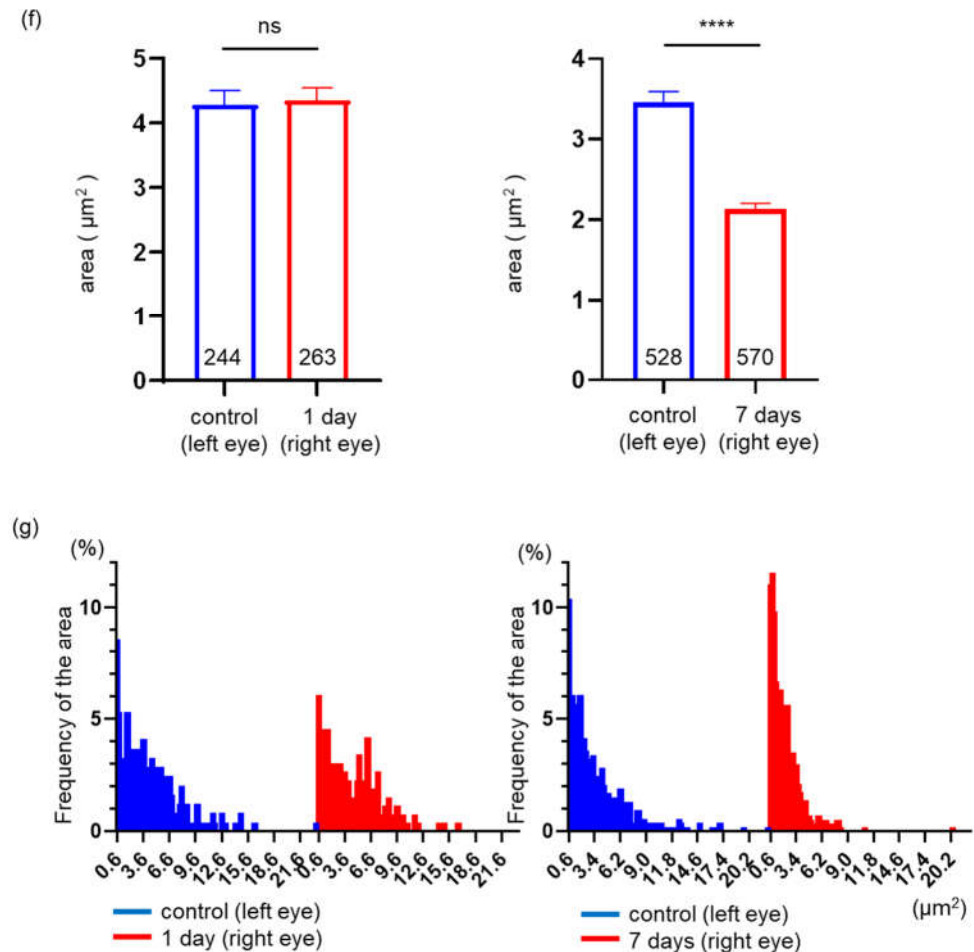 (f)
ns
area ( µm² )
5
4
3
2
1
0
244
263
control
(left eye)
1 day
(right eye)
****
area ( µm² )
4
3
2
1
0
528
570
control
(left eye)
7 days
(right eye)
(g)
(%)
Frequency of the area
10
5
0
0.6 3.6 6.6 9.6 12.6 15.6 18.6 21.6 0.6 3.6 6.6 9.6 12.6 15.6 18.6 21.6
control (left eye)
1 day (right eye)
(%)
Frequency of the area
10
5
0
0.6 3.4 6.2 9.0 11.8 14.6 17.4 20.2 0.6 3.4 6.2 9.0 11.8 14.6 17.4 20.2
(µm²)
control (left eye)
7 days (right eye)